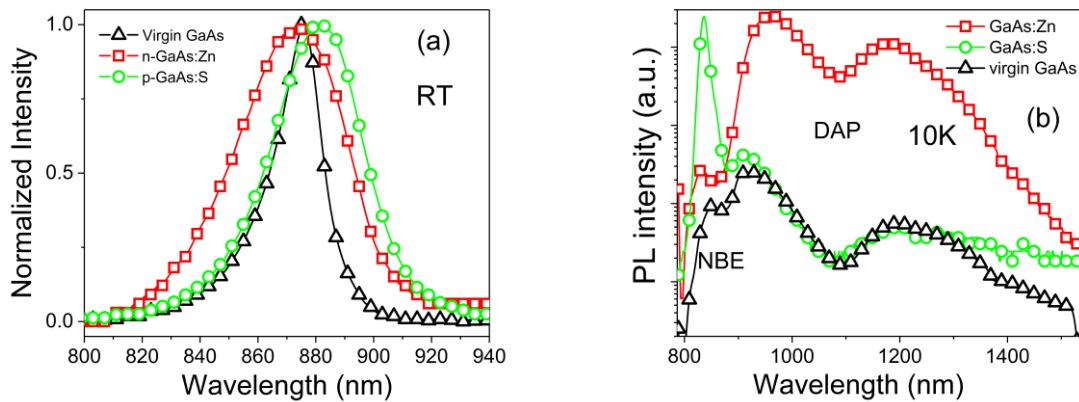 Normalized Intensity
1.0
0.5
0.0
Virgin GaAs
n-GaAs:Zn
p-GaAs:S
(a)
RT
800 820 840 860 880 900 920 940
Wavelength (nm)
PL intensity (a.u.)
GaAs:Zn
GaAs:S
virgin GaAs
(b)
DAP
10K
NBE
800 1000 1200 1400
Wavelength (nm)